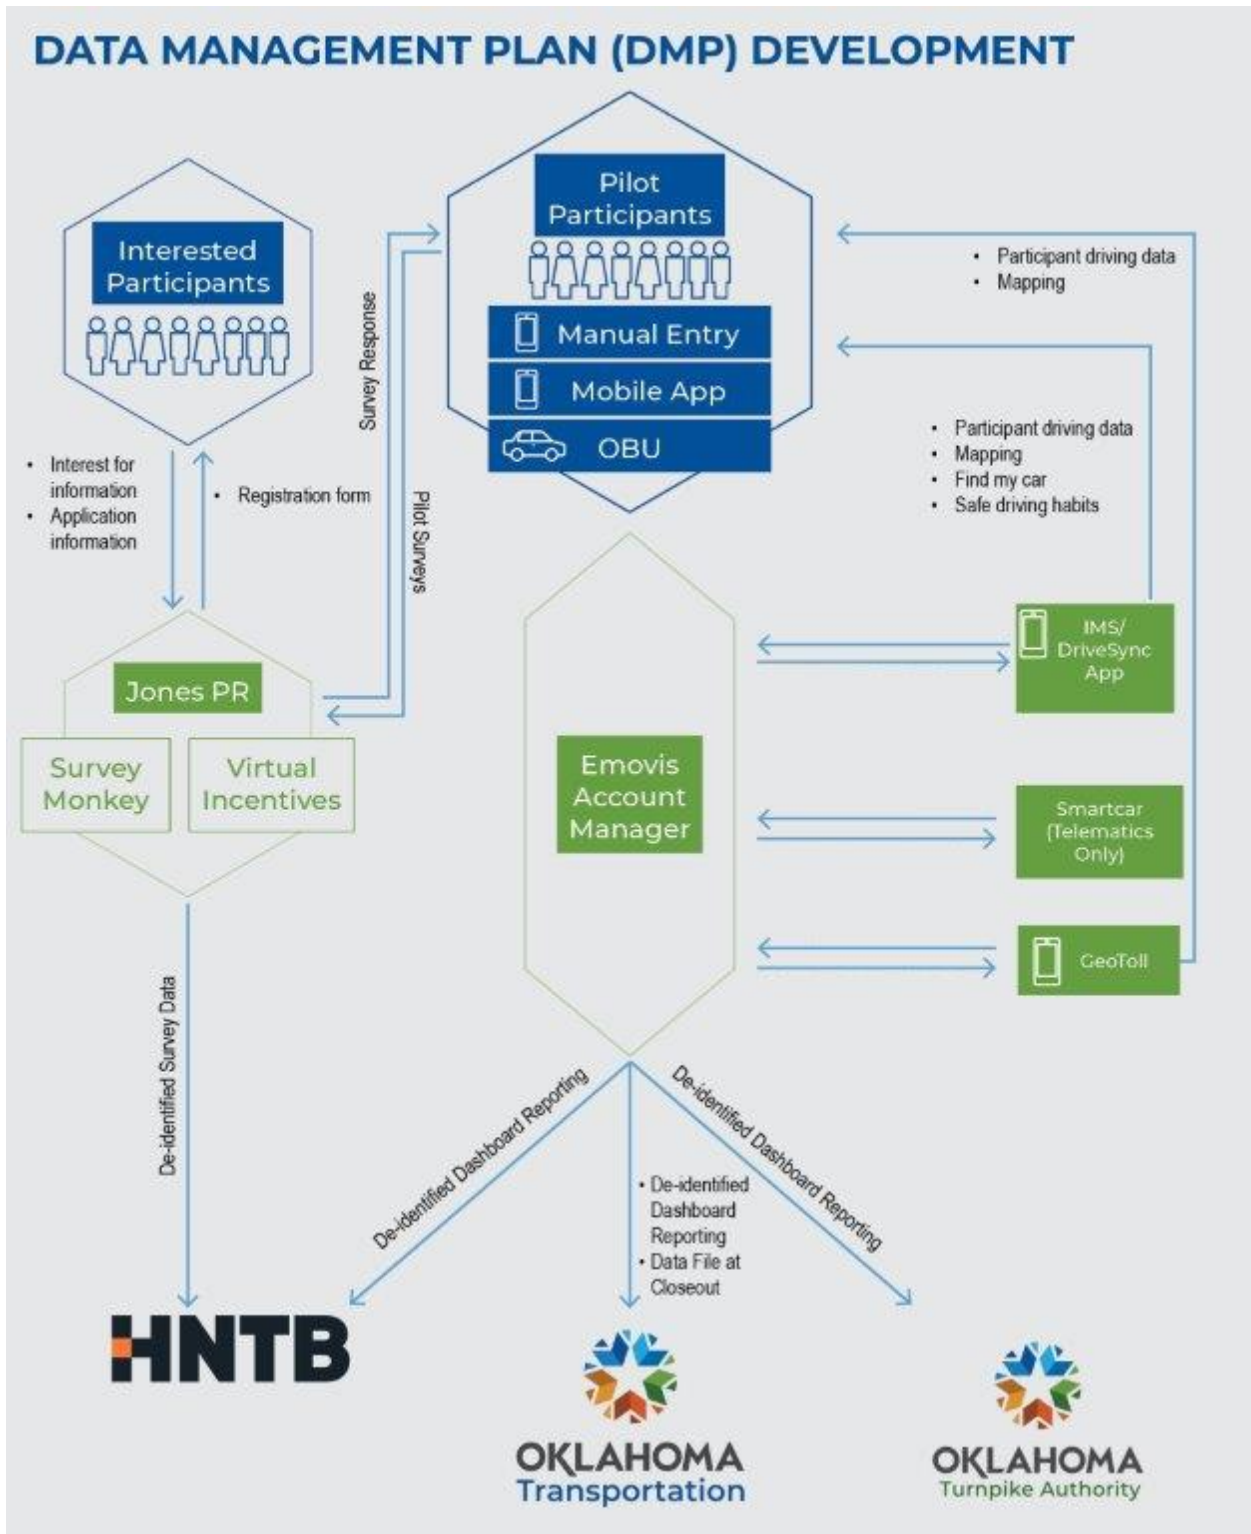 DATA MANAGEMENT PLAN (DMP) DEVELOPMENT
Interested
Participants
Pilot
Participants
Manual Entry
Mobile App
OBU
• Participant driving data
• Mapping
• Participant driving data
• Mapping
• Find my car
• Safe driving habits
Survey Response
Pilot Surveys
• Interest for
information
• Application
information
• Registration form
Jones PR
Survey
Monkey
Virtual
Incentives
Emovis
Account
Manager
IMS/
DriveSync
App
Smartcar
(Telematics
Only)
GeoToll
De-identified Survey Data
De-identified Dashboard Reporting
• De-identified
Dashboard
Reporting
• Data File at
Closeout
De-identified Dashboard Reporting
HNTB
OKLAHOMA
Transportation
OKLAHOMA
Turnpike Authority